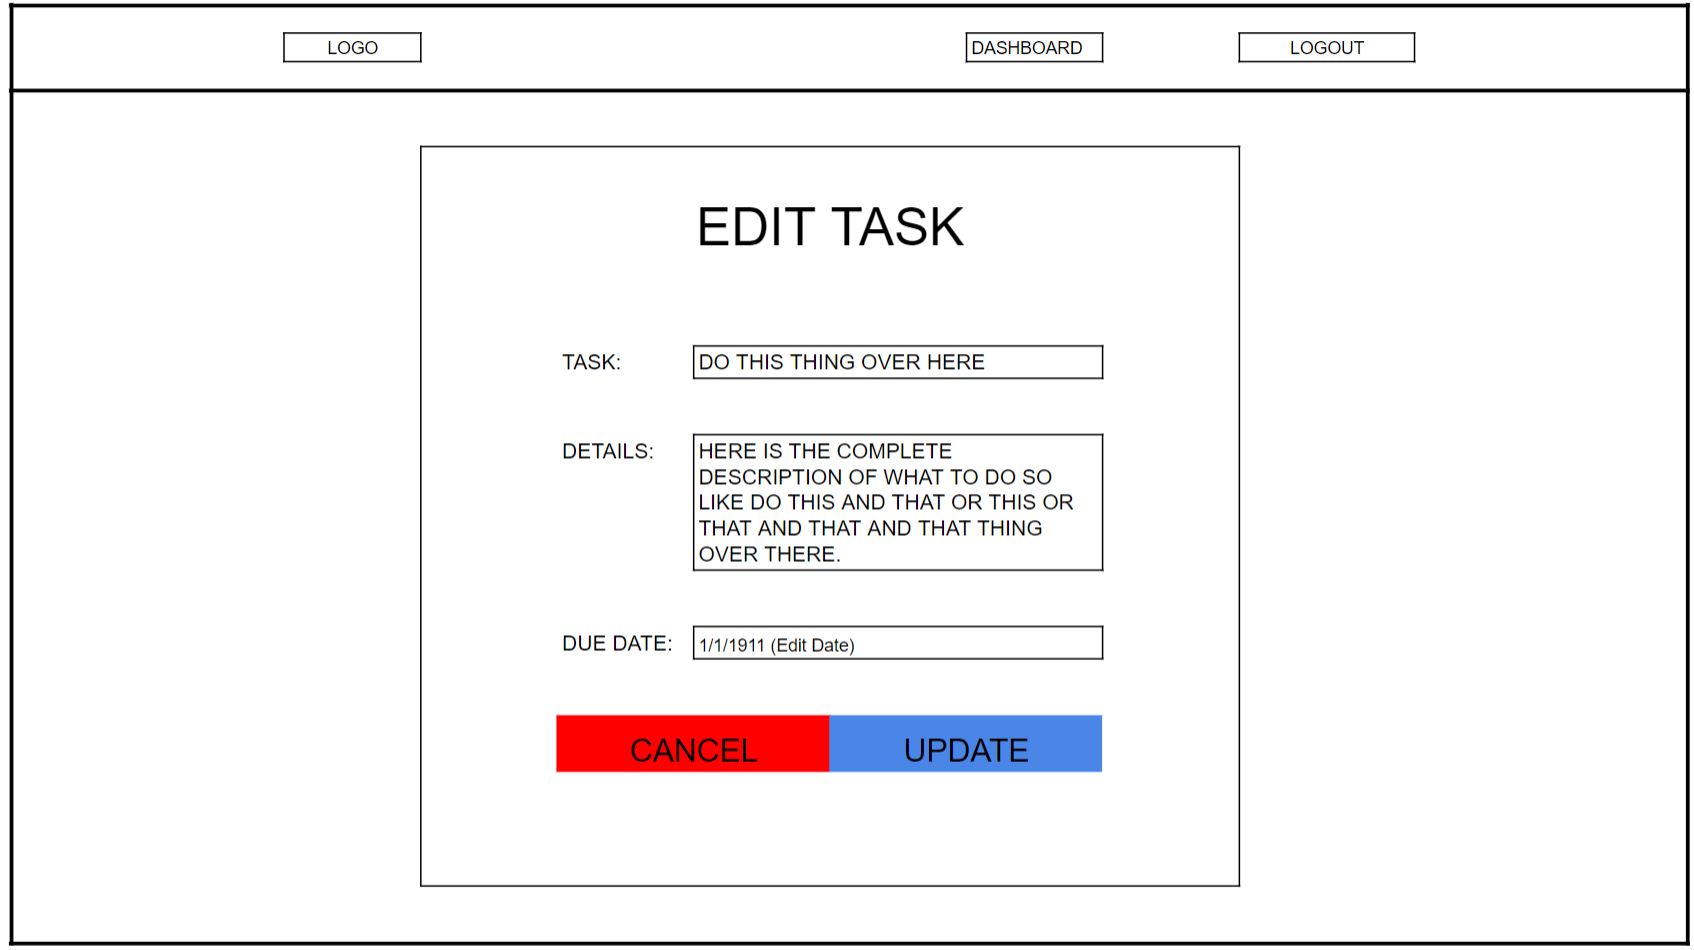 LOGO
DASHBOARD
LOGOUT
EDIT TASK
TASK:
DO THIS THING OVER HERE
DETAILS:
HERE IS THE COMPLETE
DESCRIPTION OF WHAT TO DO SO
LIKE DO THIS AND THAT OR THIS OR
THAT AND THAT AND THAT THING
OVER THERE.
DUE DATE:
1/1/1911 (Edit Date)
CANCEL
UPDATE